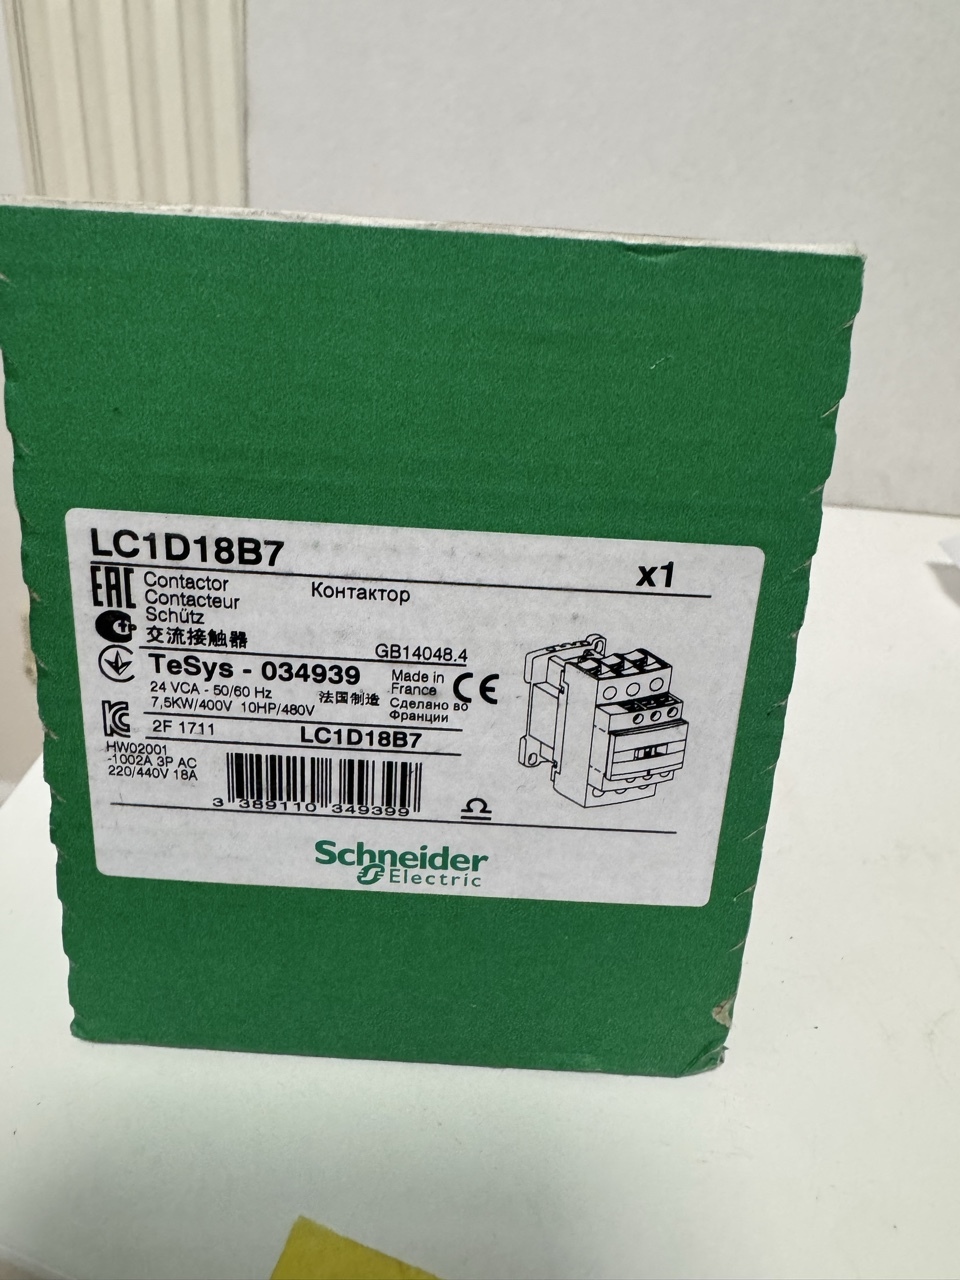 LC1D18B7
x1
EAC
Contactor
Контактор
Contacteur
Schütz
交流接触器
GB14048.4
TeSys - 034939
24 VCA - 50/60 Hz
7,5KW/400V 10HP/480V
法国制造
Made in
France
Сделано во
Франции
CE
2F 1711
LC1D18B7
HW02001
-1002A 3P AC
220/440V 18A
3 389110 349399
Schneider
Electric